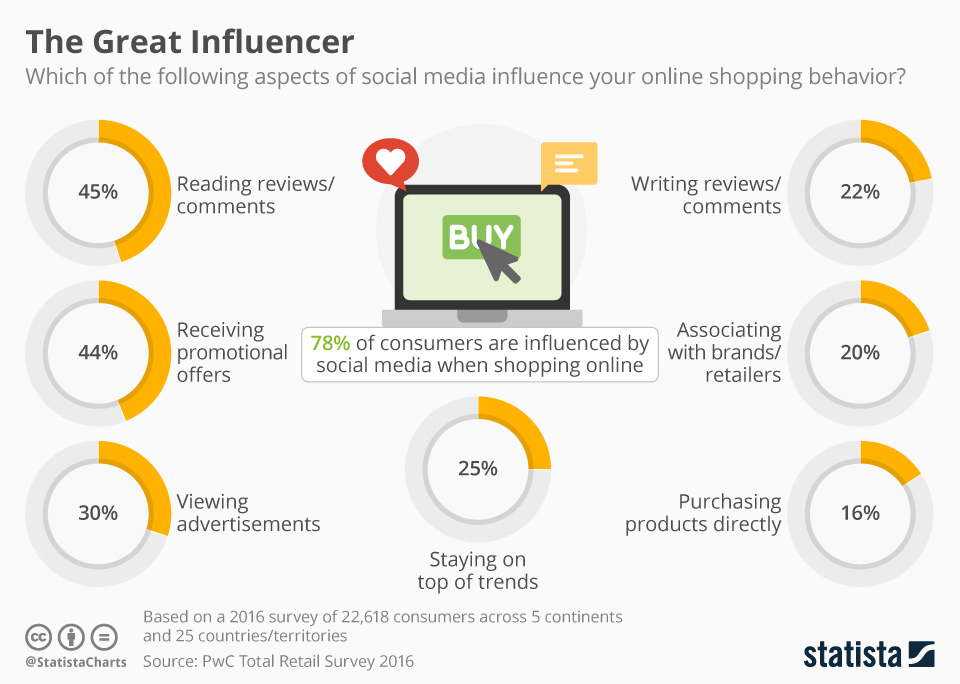 The Great Influencer
Which of the following aspects of social media influence your online shopping behavior?
45%
Reading reviews/
comments
44%
Receiving
promotional
offers
30%
Viewing
advertisements
BUY
78% of consumers are influenced by
social media when shopping online
25%
Staying on
top of trends
Writing reviews/
comments
22%
Associating
with brands/
retailers
20%
Purchasing
products directly
16%
Based on a 2016 survey of 22,618 consumers across 5 continents
and 25 countries/territories
cc
@StatistaCharts
Source: PwC Total Retail Survey 2016
statista